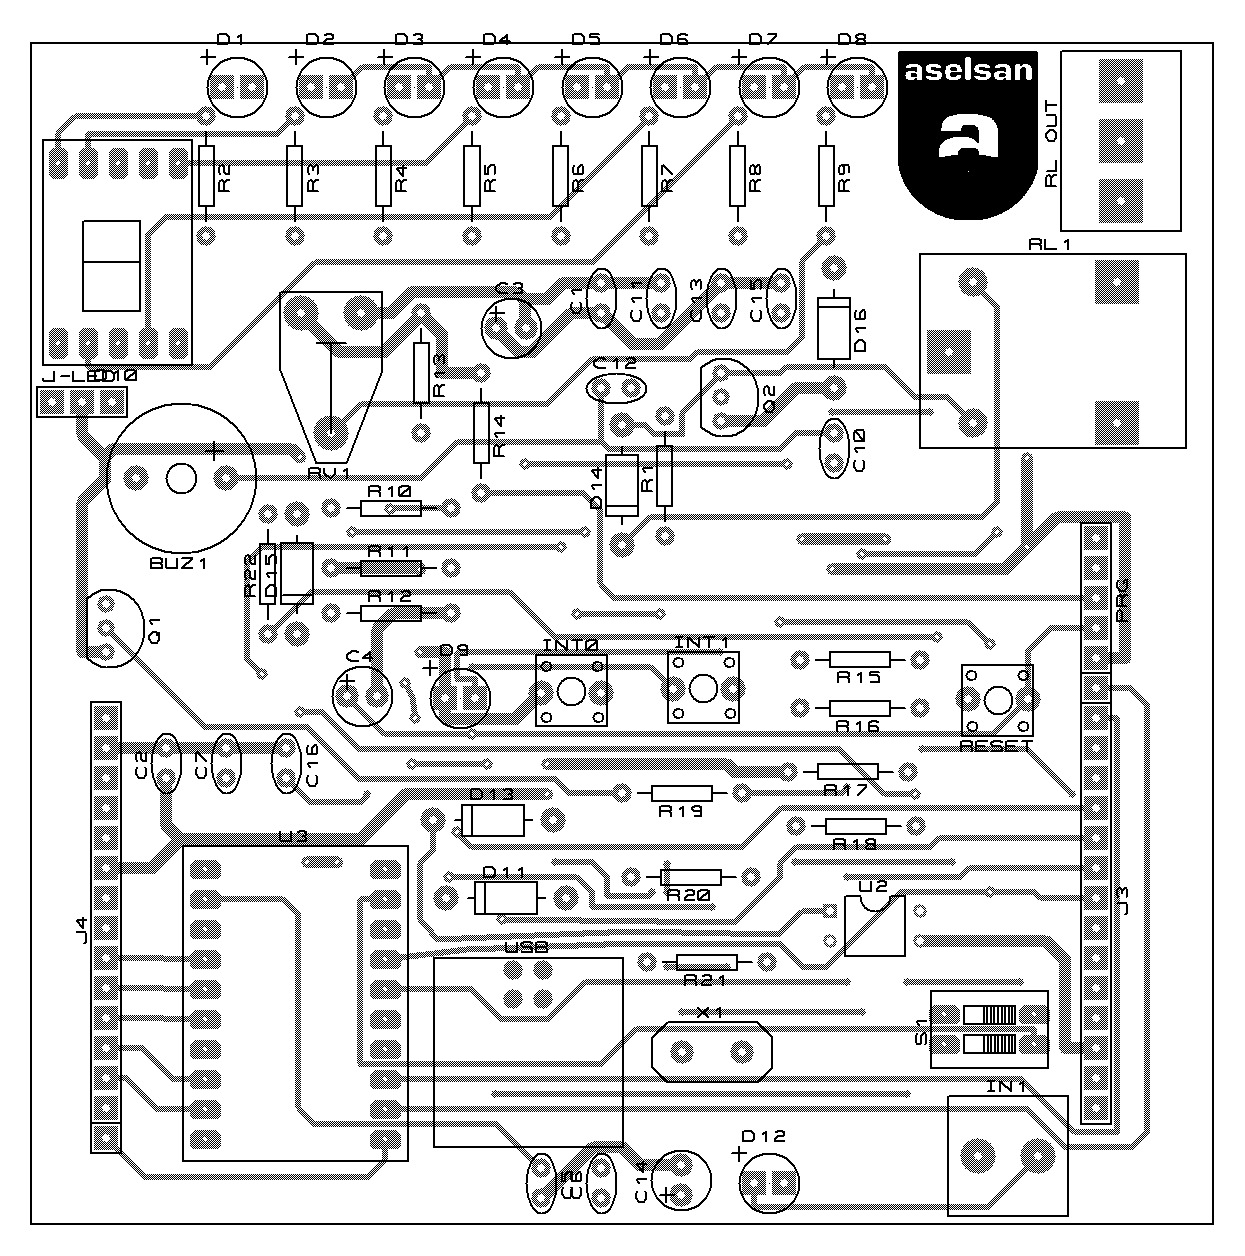 D1 D2 D3 D4 D5 D6 D7 D8
aselsan
a
RL OUT
R2 R3 R4 R5 R6 R7 R8 R9
RL1
C3 C1 C11 C13 C15
D16
J-LED
D10
R13
C12
Q2
R14
C10
RV1
D14
R1
R10
BUZ1
R22
D15
R11
R12
PRG
Q1
C4
D9
INT0
INT1
R15
R16
RESET
C2 C7 C16
R17
D13
R19
U3
R18
D11
R20
U2
J4
J3
USB
R21
S1
X1
IN1
D12
C14